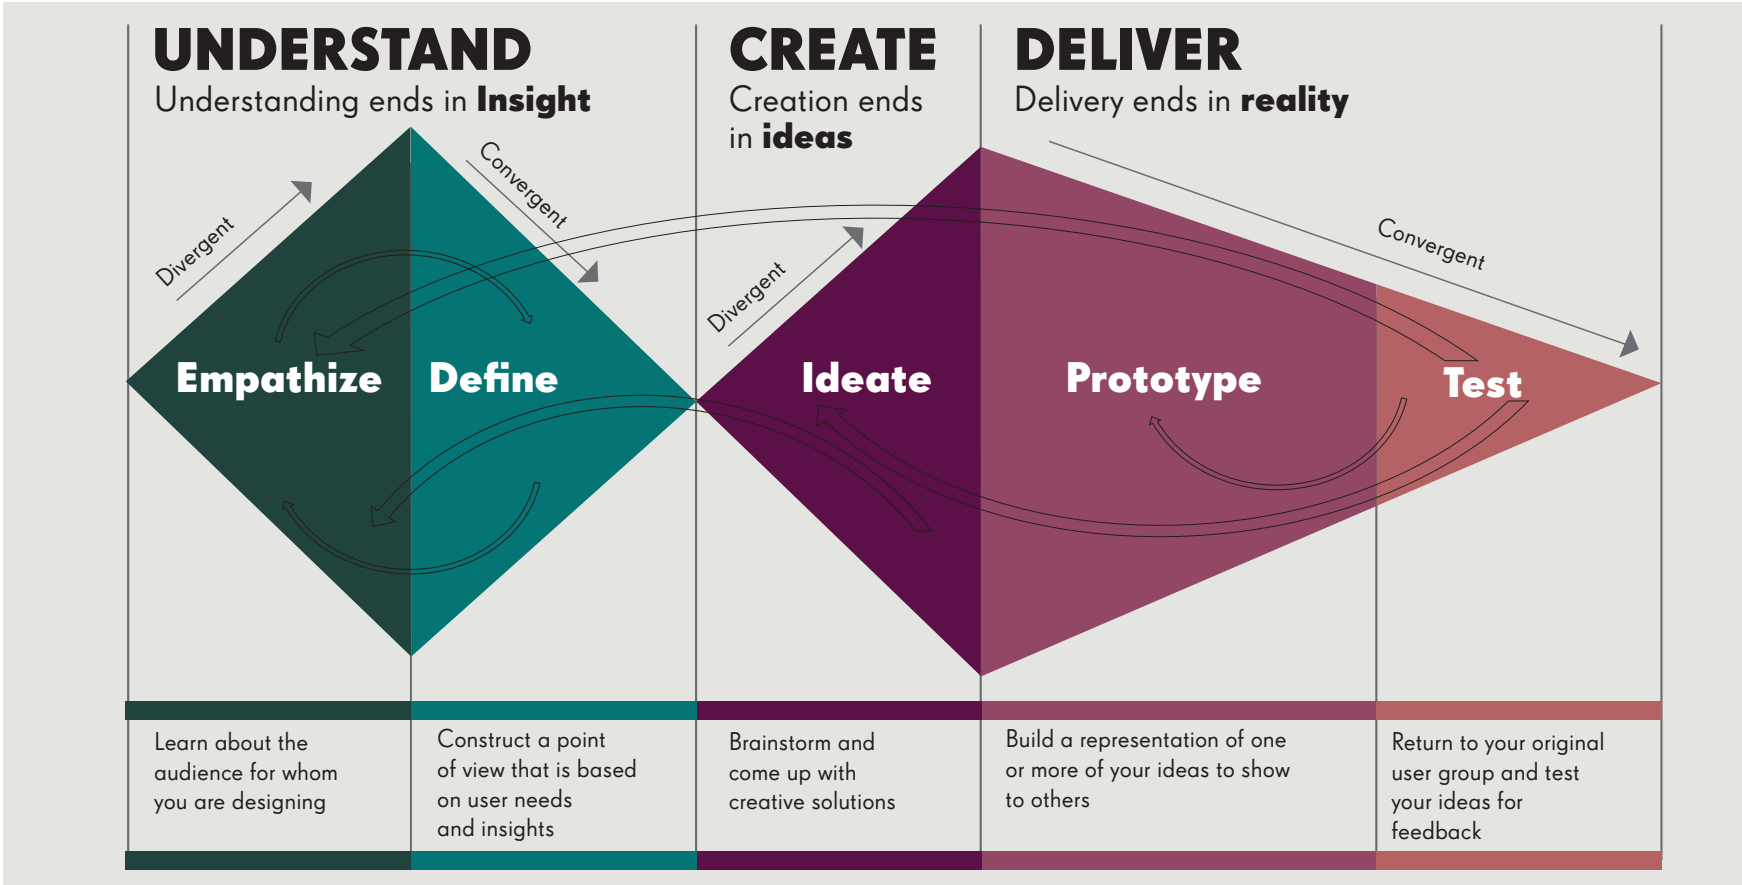 UNDERSTAND
Understanding ends in Insight
CREATE
Creation ends
in ideas
DELIVER
Delivery ends in reality
Divergent
Convergent
Divergent
Convergent
Empathize
Define
Ideate
Prototype
Test
Learn about the
audience for whom
you are designing
Construct a point
of view that is based
on user needs
and insights
Brainstorm and
come up with
creative solutions
Build a representation of one
or more of your ideas to show
to others
Return to your original
user group and test
your ideas for
feedback